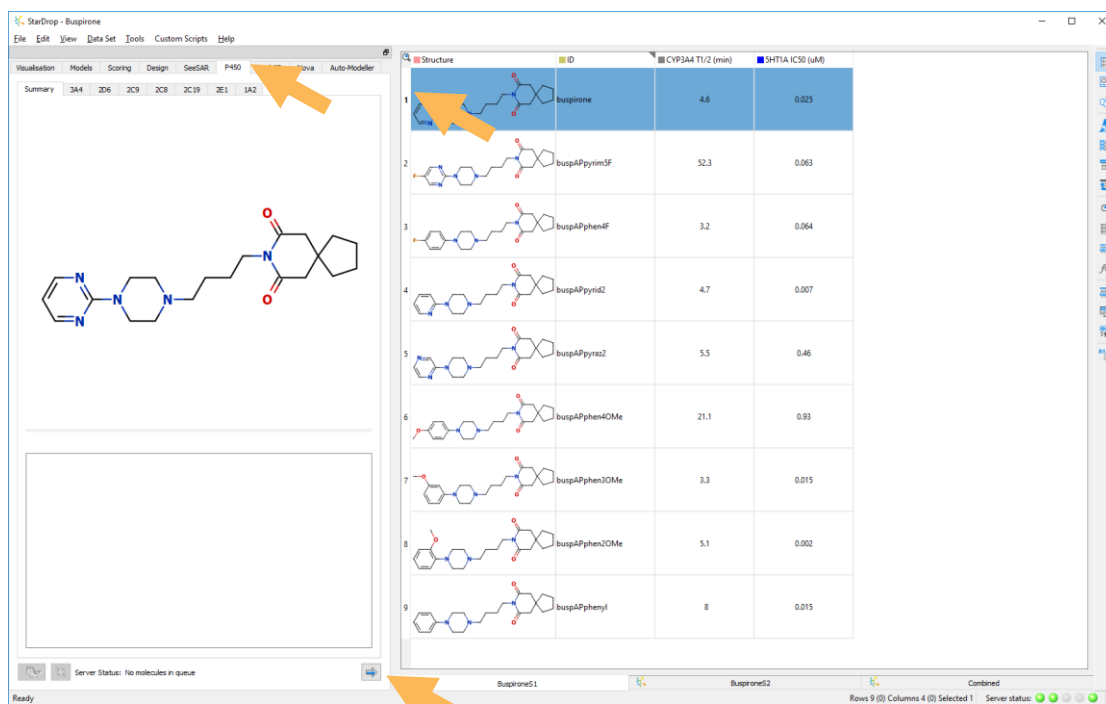 StarDrop - Buspirone
File Edit View Data Set Tools Custom Scripts Help
Visualisation Models Scoring Design SeeSAR P450 Nova Auto-Modeller
Summary 3A4 2D6 2C9 2C8 2C19 2E1 1A2
N N N N N O O
Structure ID CYP3A4 T1/2 (min) 5HT1A IC50 (uM)
1 buspirone 4.6 0.025
2 buspAPpyrim5F 52.3 0.063
3 buspAPphen4F 3.2 0.064
4 buspAPpyrid2 4.7 0.007
5 buspAPpyraz2 5.5 0.46
6 buspAPphen4OMe 21.1 0.93
7 buspAPphen3OMe 3.3 0.015
8 buspAPphen2OMe 5.1 0.002
9 buspAPphenyl 8 0.015
Server Status: No molecules in queue
BuspironeS1 BuspironeS2 Combined
Ready Rows 9 (0) Columns 4 (0) Selected 1 Server status: